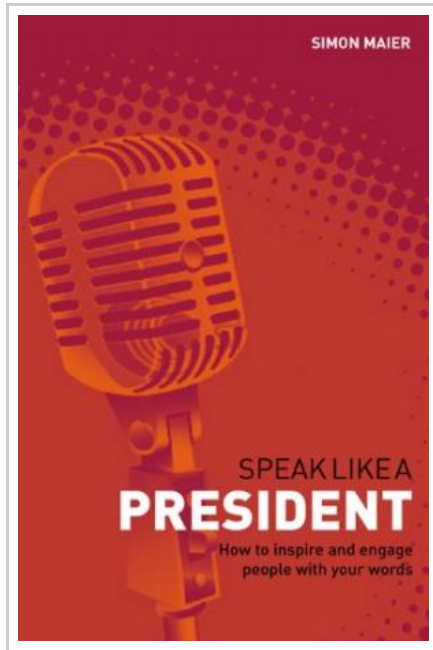 SIMON MAIER
SPEAK LIKE A
PRESIDENT
How to inspire and engage
people with your words